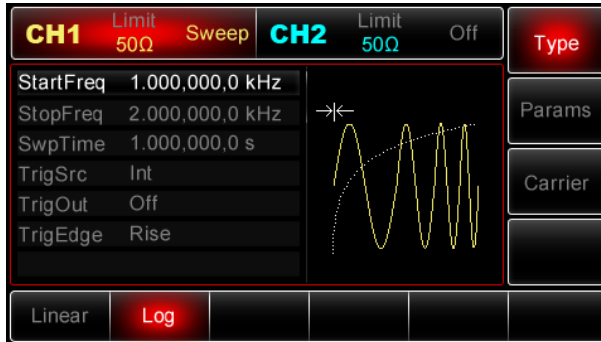 CH1 Limit 50Ω Sweep CH2 Limit 50Ω Off
Type
StartFreq 1.000,000,0 kHz
StopFreq 2.000,000,0 kHz
Params
SwpTime 1.000,000,0 s
TrigSrc Int
Carrier
TrigOut Off
TrigEdge Rise
Linear Log